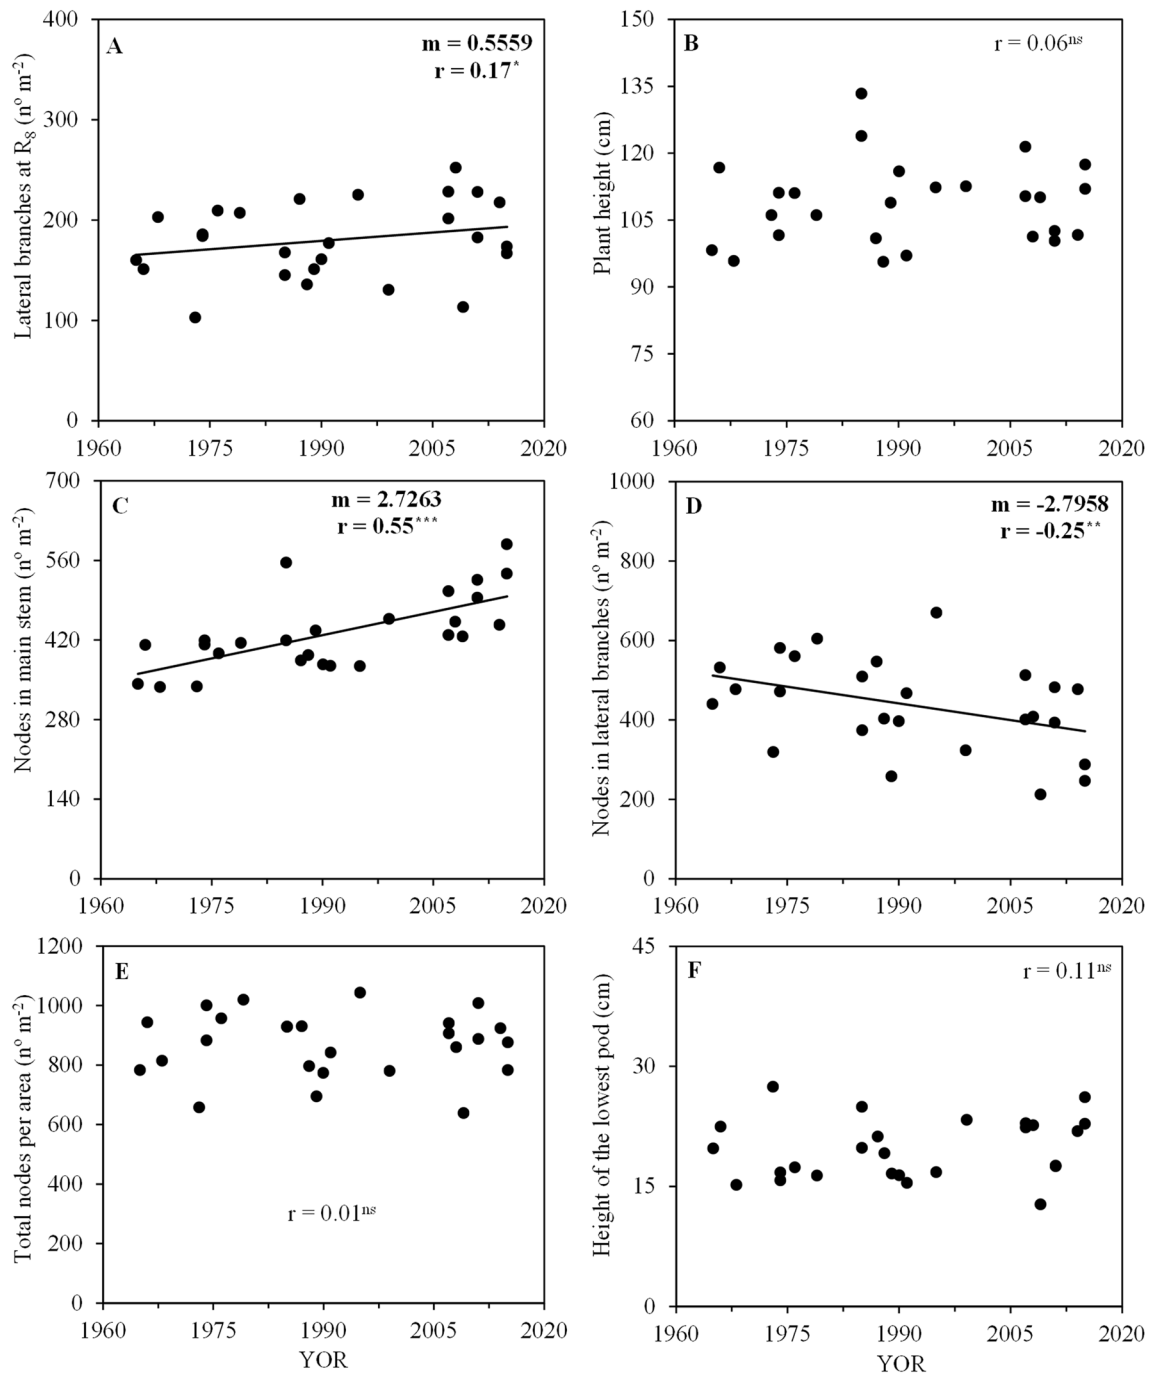 A
m = 0.5559
r = 0.17*
Lateral branches at R8 (nº m-2)
400
300
200
100
0
1960 1975 1990 2005 2020
B
r = 0.06ns
Plant height (cm)
150
135
120
105
90
75
60
1960 1975 1990 2005 2020
C
m = 2.7263
r = 0.55***
Nodes in main stem (nº m-2)
700
560
420
280
140
0
1960 1975 1990 2005 2020
D
m = -2.7958
r = -0.25**
Nodes in lateral branches (nº m-2)
1000
800
600
400
200
0
1960 1975 1990 2005 2020
E
r = 0.01ns
Total nodes per area (nº m-2)
1200
1000
800
600
400
200
0
1960 1975 1990 2005 2020
YOR
F
r = 0.11ns
Height of the lowest pod (cm)
45
30
15
0
1960 1975 1990 2005 2020
YOR